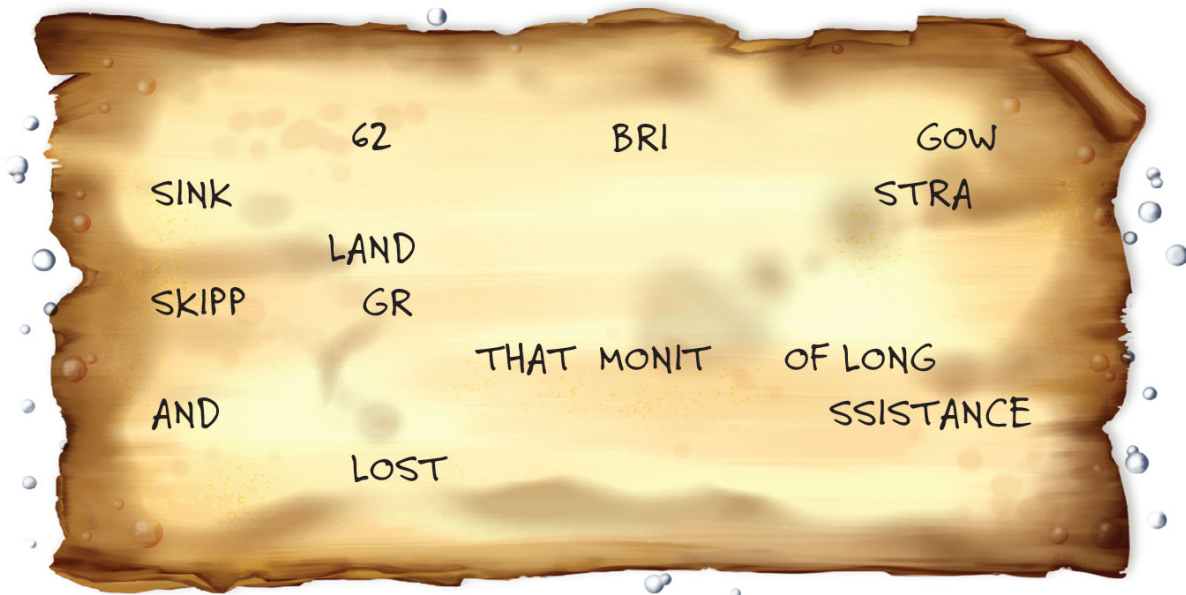 62 BRI GOW
SINK STRA
LAND
SKIPP GR
THAT MONIT OF LONG
AND SSISTANCE
LOST